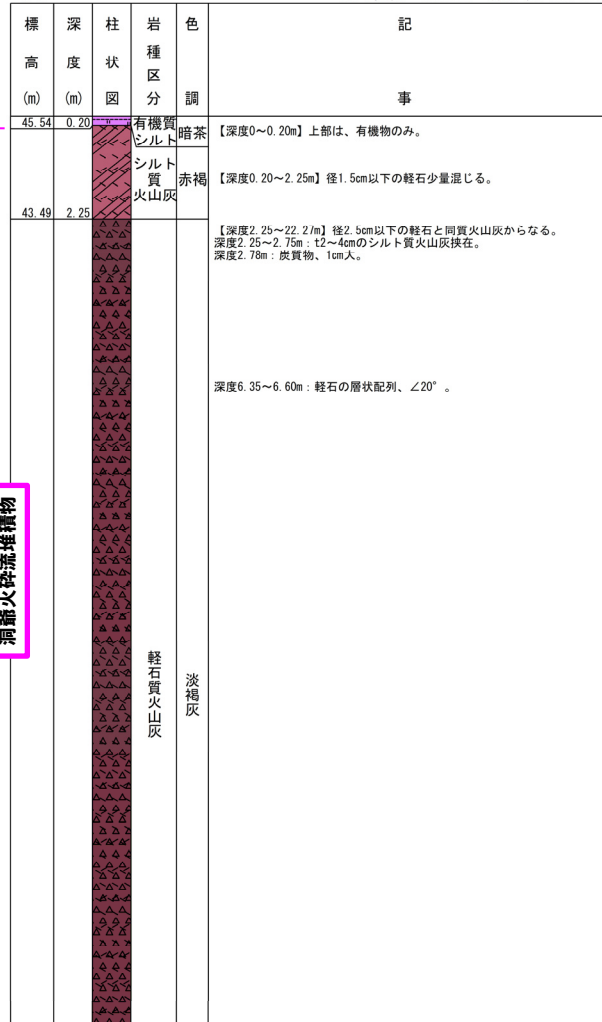 標高(m)
深度(m)
柱状図
岩種区分
色調
記事
45.54
0.20
有機質シルト
暗茶
【深度0～0.20m】上部は、有機物のみ。
シルト質火山灰
赤褐
【深度0.20～2.25m】径1.5cm以下の軽石少量混じる。
43.49
2.25
【深度2.25～22.27m】径2.5cm以下の軽石と同質火山灰からなる。
深度2.25～2.75m：t2～4cmのシルト質火山灰挟在。
深度2.78m：炭質物、1cm大。
深度6.35～6.60m：軽石の層状配列、∠20°。
洞爺火砕流堆積物
軽石質火山灰
淡褐灰